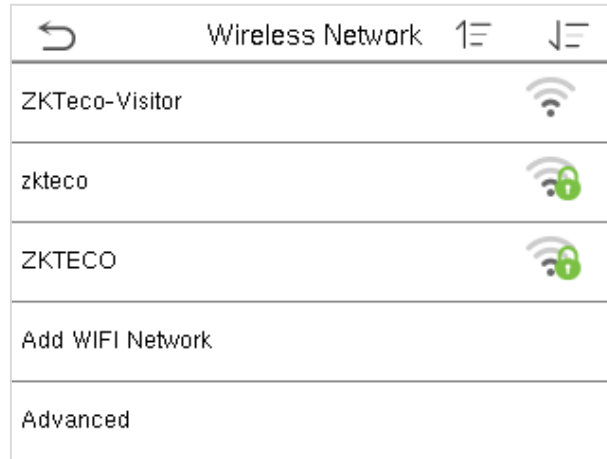 Wireless Network
ZKTeco-Visitor
zkteco
ZKTECO
Add WIFI Network
Advanced